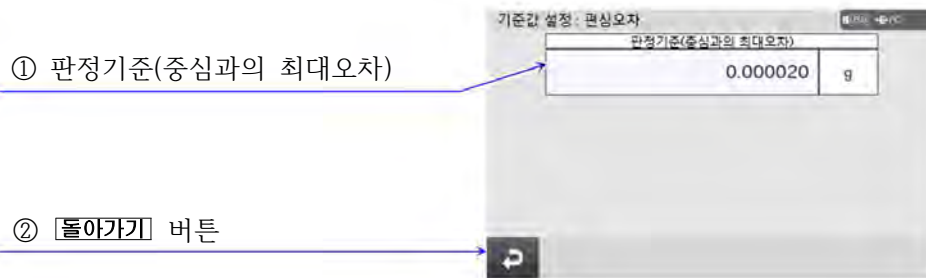 기준값 설정: 편심오차
판정기준(중심과의 최대오차)
① 판정기준(중심과의 최대오차)
0.000020 g
② 돌아가기 버튼